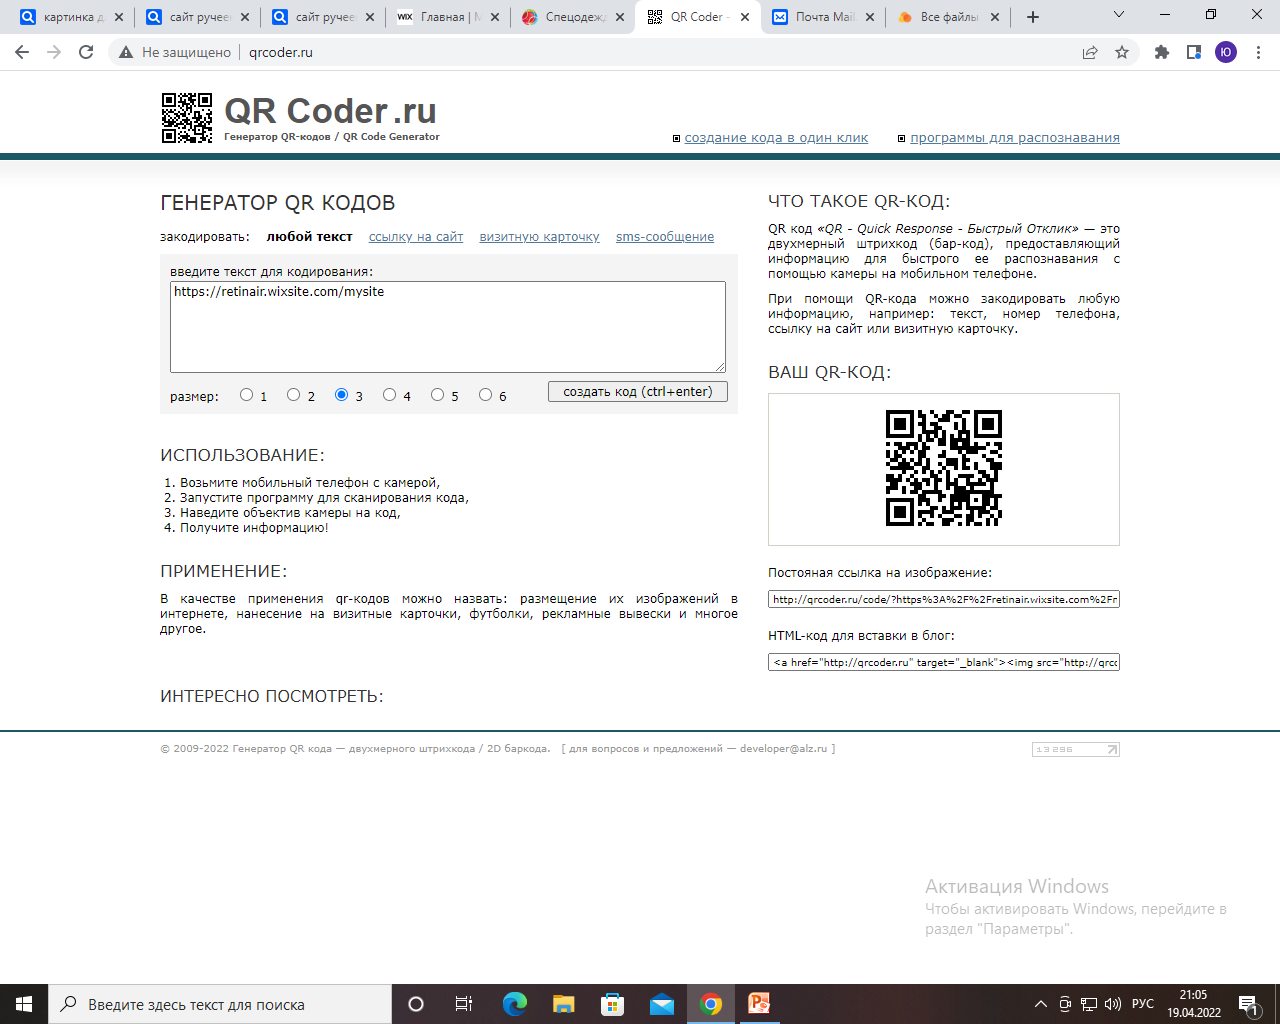 картинка д
сайт ручее
сайт ручее
WIX Главная | М
Спецодежд
QR Coder -
Почта Mail
Все файлы
Не защищено
qrcoder.ru
Ю
QR Coder.ru
Генератор QR-кодов / QR Code Generator
создание кода в один клик
программы для распознавания
ГЕНЕРАТОР QR КОДОВ
закодировать: любой текст ссылку на сайт визитную карточку sms-сообщение
введите текст для кодирования:
https://retinair.wixsite.com/mysite
размер: 1 2 3 4 5 6 создать код (ctrl+enter)
ИСПОЛЬЗОВАНИЕ:
1. Возьмите мобильный телефон с камерой,
2. Запустите программу для сканирования кода,
3. Наведите объектив камеры на код,
4. Получите информацию!
ПРИМЕНЕНИЕ:
В качестве применения qr-кодов можно назвать: размещение их изображений в
интернете, нанесение на визитные карточки, футболки, рекламные вывески и многое
другое.
ИНТЕРЕСНО ПОСМОТРЕТЬ:
ЧТО ТАКОЕ QR-КОД:
QR код «QR - Quick Response - Быстрый Отклик» — это
двухмерный штрихкод (бар-код), предоставляющий
информацию для быстрого ее распознавания с
помощью камеры на мобильном телефоне.
При помощи QR-кода можно закодировать любую
информацию, например: текст, номер телефона,
ссылку на сайт или визитную карточку.
ВАШ QR-КОД:
Постояная ссылка на изображение:
http://qrcoder.ru/code/?https%3A%2F%2Fretinair.wixsite.com%2Fr
HTML-код для вставки в блог:
<a href="http://qrcoder.ru" target="_blank"><img src="http://qrco
© 2009-2022 Генератор QR кода — двухмерного штрихкода / 2D баркода. [ для вопросов и предложений — developer@alz.ru ]
13 296
Активация Windows
Чтобы активировать Windows, перейдите в
раздел "Параметры".
Введите здесь текст для поиска
РУС
21:05
19.04.2022
1